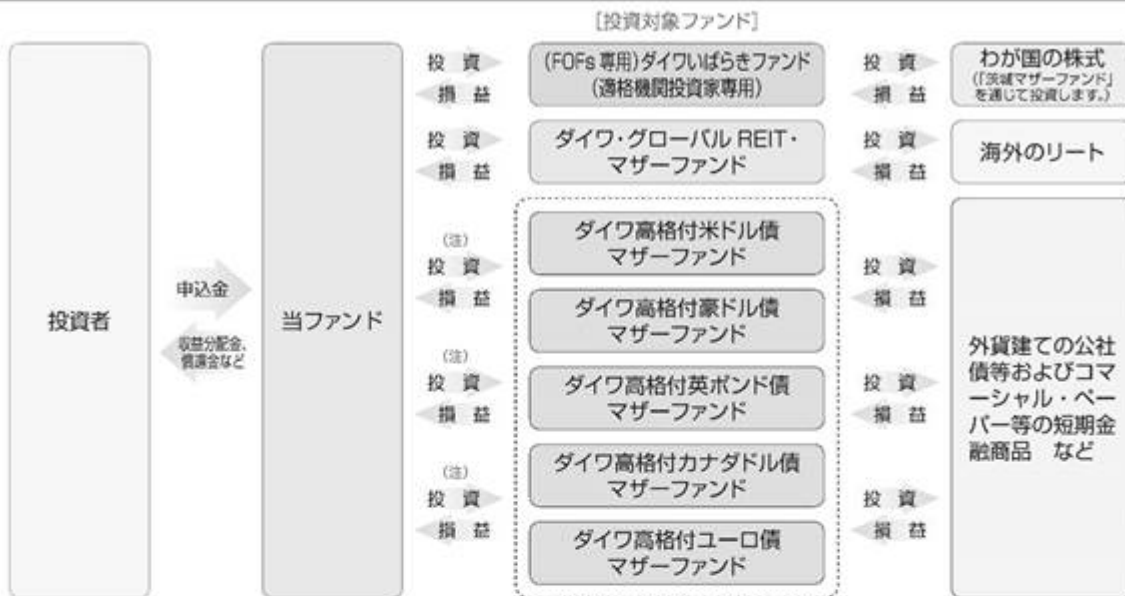 [投資対象ファンド]
投資者
申込金
収益分配金、
償還金など
当ファンド
投 資
損 益
(FOFs 専用)ダイワいばらきファンド
(適格機関投資家専用)
投 資
損 益
わが国の株式
(「茨城マザーファンド」
を通じて投資します。)
投 資
損 益
ダイワ・グローバル REIT・
マザーファンド
投 資
損 益
海外のリート
(注)
投 資
損 益
(注)
投 資
損 益
(注)
投 資
損 益
ダイワ高格付米ドル債
マザーファンド
ダイワ高格付豪ドル債
マザーファンド
ダイワ高格付英ポンド債
マザーファンド
ダイワ高格付カナダドル債
マザーファンド
ダイワ高格付ユーロ債
マザーファンド
投 資
損 益
投 資
損 益
投 資
損 益
外貨建ての公社
債等およびコマ
ーシャル・ペー
パー等の短期金
融商品 など